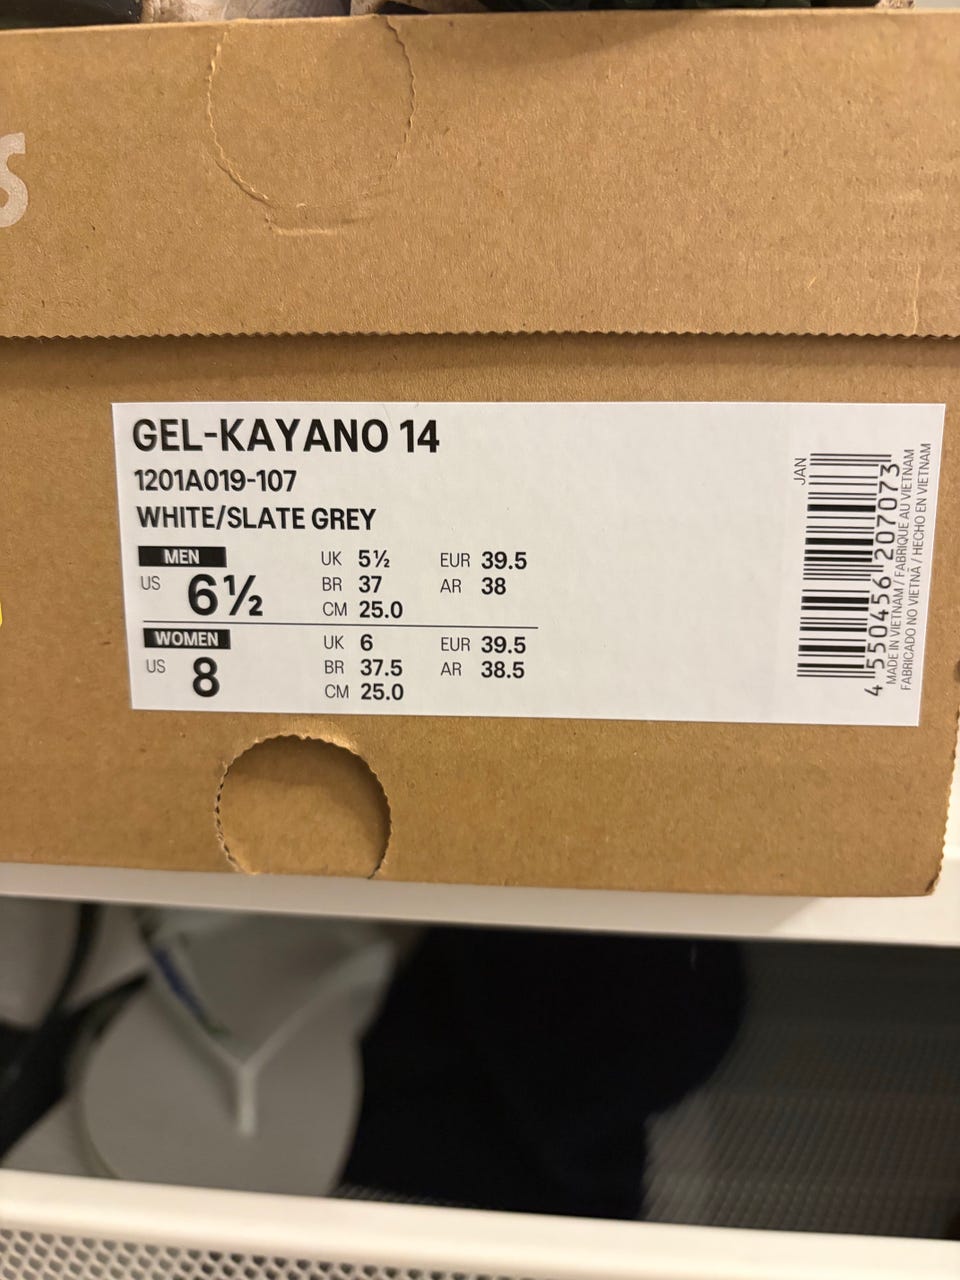 s
GEL-KAYANO 14
1201A019-107
WHITE/SLATE GREY
MEN
US 6½
UK 5½ EUR 39.5
BR 37 AR 38
CM 25.0
WOMEN
US 8
UK 6 EUR 39.5
BR 37.5 AR 38.5
CM 25.0
JAN
4 550456 207073
MADE IN VIETNAM / FABRIQUE AU VIETNAM
FABRICADO NO VIETNÃ / HECHO EN VIETNAM